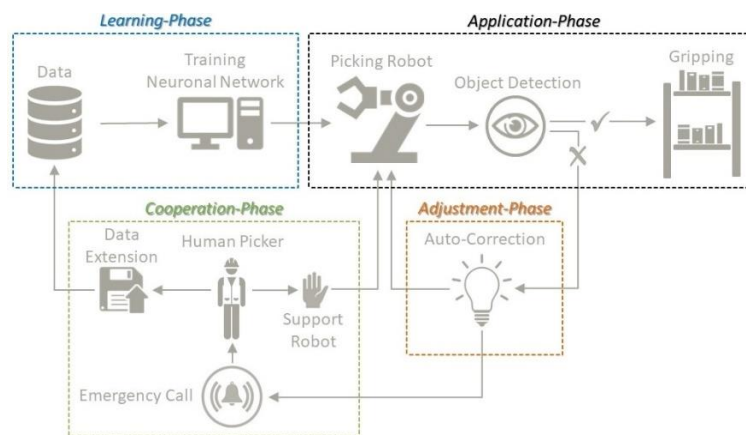 Learning-Phase
Application-Phase
Data
Training
Neuronal Network
Picking Robot
Object Detection
Gripping
Cooperation-Phase
Adjustment-Phase
Data
Extension
Human Picker
Support
Robot
Auto-Correction
Emergency Call